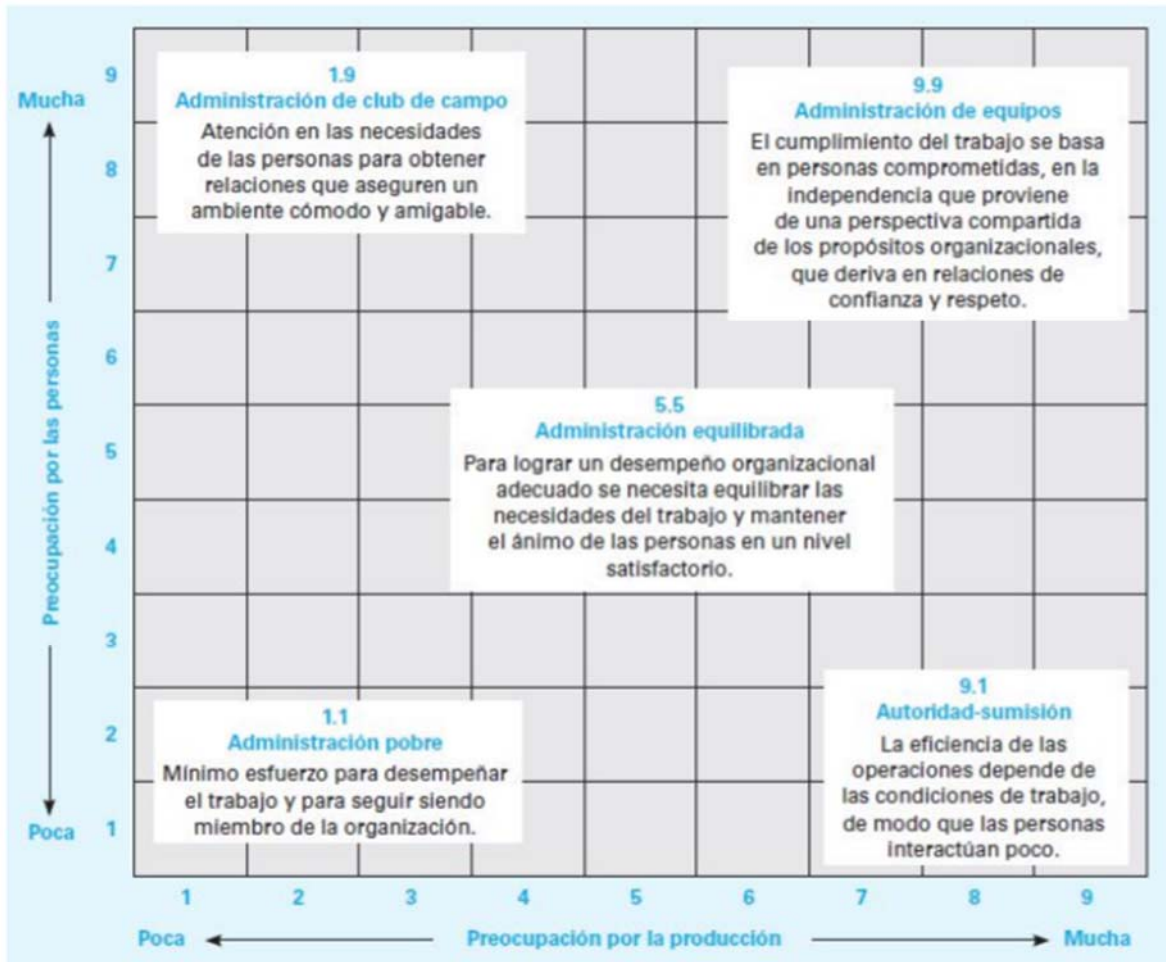 Mucha
Preocupación por las personas
Poca
9
8
7
6
5
4
3
2
1
1.9
Administración de club de campo
Atención en las necesidades
de las personas para obtener
relaciones que aseguren un
ambiente cómodo y amigable.
9.9
Administración de equipos
El cumplimiento del trabajo se basa
en personas comprometidas, en la
independencia que proviene
de una perspectiva compartida
de los propósitos organizacionales,
que deriva en relaciones de
confianza y respeto.
5.5
Administración equilibrada
Para lograr un desempeño organizacional
adecuado se necesita equilibrar las
necesidades del trabajo y mantener
el ánimo de las personas en un nivel
satisfactorio.
1.1
Administración pobre
Mínimo esfuerzo para desempeñar
el trabajo y para seguir siendo
miembro de la organización.
9.1
Autoridad-sumisión
La eficiencia de las
operaciones depende de
las condiciones de trabajo,
de modo que las personas
interactúan poco.
1 2 3 4 5 6 7 8 9
Poca Preocupación por la producción Mucha